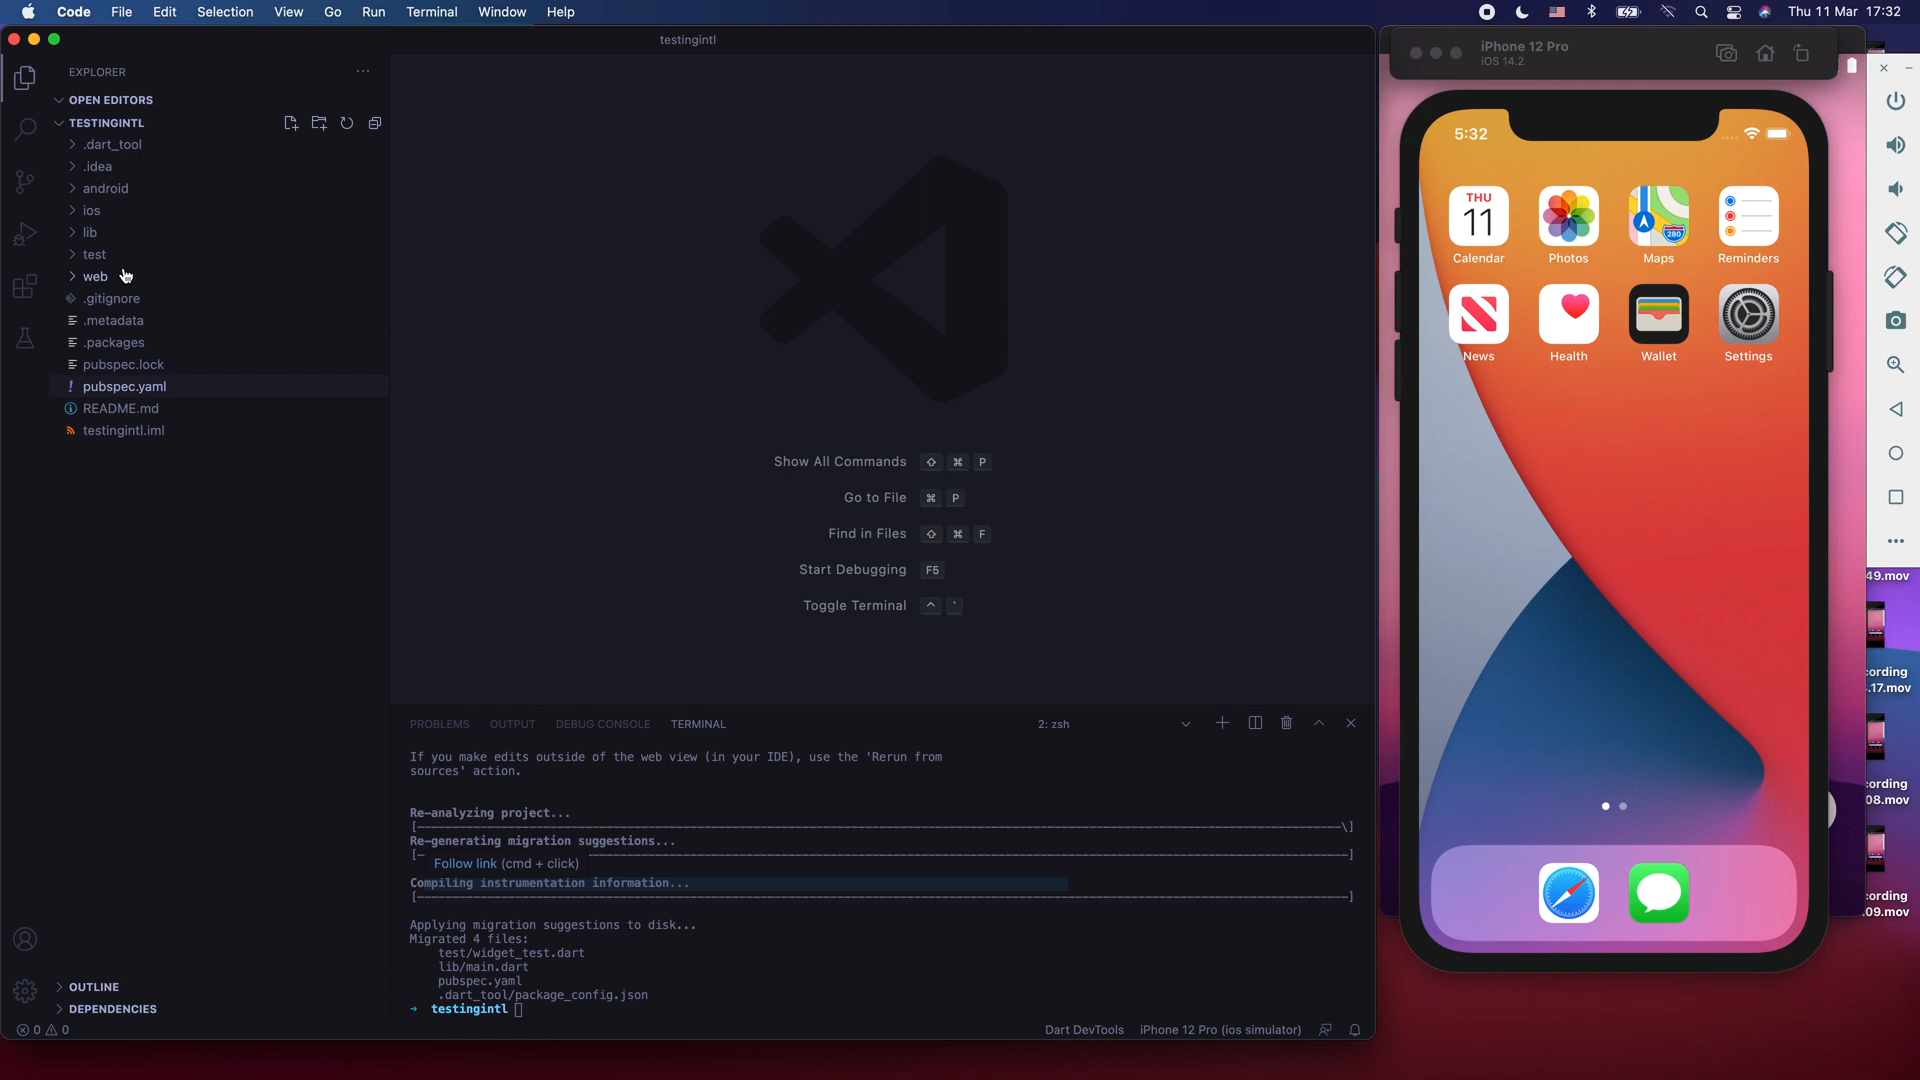 Code File Edit Selection View Go Run Terminal Window Help
Thu 11 Mar 17:32
testingintl
EXPLORER
OPEN EDITORS
TESTINGINTL
.dart_tool
.idea
android
ios
lib
test
web
.gitignore
.metadata
.packages
pubspec.lock
! pubspec.yaml
README.md
testingintl.iml
OUTLINE
DEPENDENCIES
Show All Commands ⇧ ⌘ P
Go to File ⌘ P
Find in Files ⇧ ⌘ F
Start Debugging F5
Toggle Terminal ^ `
PROBLEMS OUTPUT DEBUG CONSOLE TERMINAL 2: zsh
If you make edits outside of the web view (in your IDE), use the 'Rerun from
sources' action.
Re-analyzing project...
[\]
Re-generating migration suggestions...
Follow link (cmd + click)
Compiling instrumentation information...
Applying migration suggestions to disk...
Migrated 4 files:
test/widget_test.dart
lib/main.dart
pubspec.yaml
.dart_tool/package_config.json
→ testingintl
0 0
Dart DevTools iPhone 12 Pro (ios simulator)
iPhone 12 Pro
iOS 14.2
5:32
THU
11
280
Calendar Photos Maps Reminders
News Health Wallet Settings
49.mov
cording
.17.mov
cording
08.mov
cording
09.mov